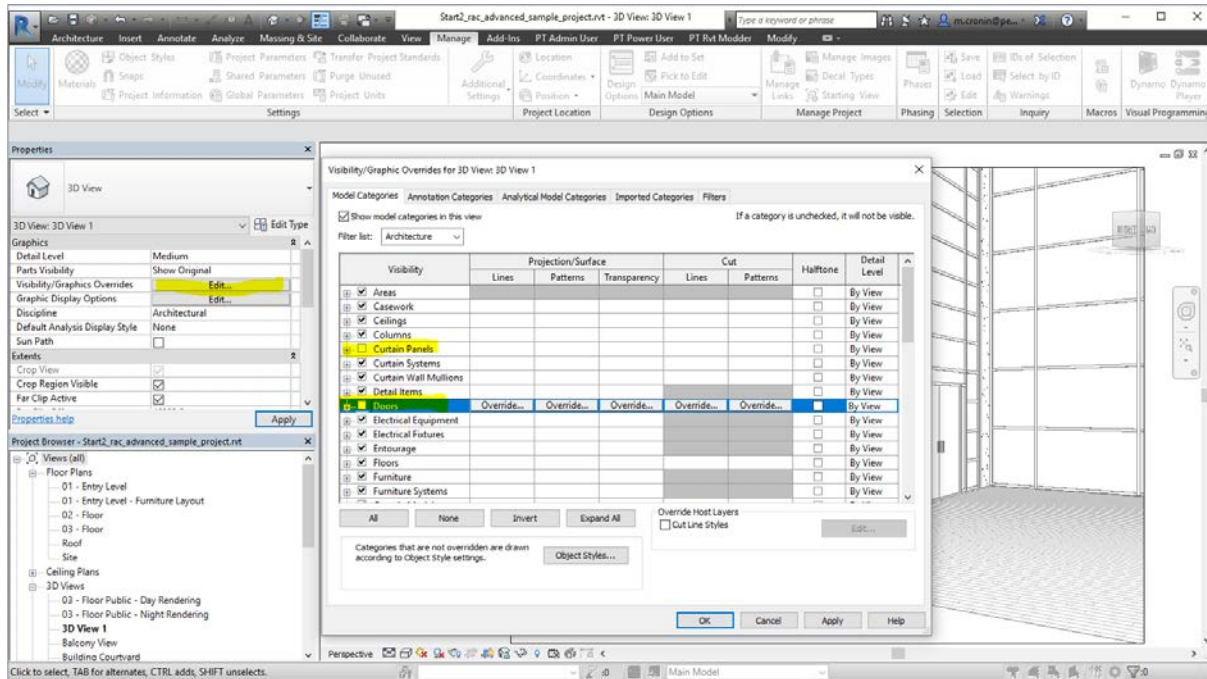 Start2_rac_advanced_sample_project.rvt - 3D View: 3D View 1
Type a keyword or phrase
m.cronin@pe...
Architecture Insert Annotate Analyze Massing & Site Collaborate View Manage Add-Ins PT Admin User PT Power User PT Rvt Modder Modify
Modify
Materials
Object Styles
Snaps
Project Information
Project Parameters
Shared Parameters
Global Parameters
Transfer Project Standards
Purge Unused
Project Units
Additional Settings
Location
Coordinates
Position
Design Options
Add to Set
Pick to Edit
Main Model
Manage Links
Manage Images
Decal Types
Starting View
Phases
Save
Load
Edit
IDs of Selection
Select by ID
Warnings
Dynamo
Dynamo Player
Select
Settings
Project Location
Design Options
Manage Project
Phasing
Selection
Inquiry
Macros
Visual Programming
Properties
3D View
3D View: 3D View 1
Edit Type
Graphics
Detail Level Medium
Parts Visibility Show Original
Visibility/Graphics Overrides Edit...
Graphic Display Options Edit...
Discipline Architectural
Default Analysis Display Style None
Sun Path
Extents
Crop View
Crop Region Visible
Far Clip Active
Properties help
Apply
Project Browser - Start2_rac_advanced_sample_project.rvt
Views (all)
Floor Plans
01 - Entry Level
01 - Entry Level - Furniture Layout
02 - Floor
03 - Floor
Roof
Site
Ceiling Plans
3D Views
03 - Floor Public - Day Rendering
03 - Floor Public - Night Rendering
3D View 1
Balcony View
Building Courtyard
Visibility/Graphic Overrides for 3D View: 3D View 1
Model Categories Annotation Categories Analytical Model Categories Imported Categories Filters
Show model categories in this view
If a category is unchecked, it will not be visible.
Filter list: Architecture
Visibility Projection/Surface Cut Halftone Detail Level
Lines Patterns Transparency Lines Patterns
Areas By View
Casework By View
Ceilings By View
Columns By View
Curtain Panels By View
Curtain Systems By View
Curtain Wall Mullions By View
Detail Items By View
Doors Override... Override... Override... Override... Override... By View
Electrical Equipment By View
Electrical Fixtures By View
Entourage By View
Floors By View
Furniture By View
Furniture Systems By View
All None Invert Expand All
Override Host Layers
Cut Line Styles
Edit...
Categories that are not overridden are drawn
according to Object Style settings.
Object Styles...
OK Cancel Apply Help
Perspective
Click to select, TAB for alternates, CTRL adds, SHIFT unselects.
:0
Main Model
:0